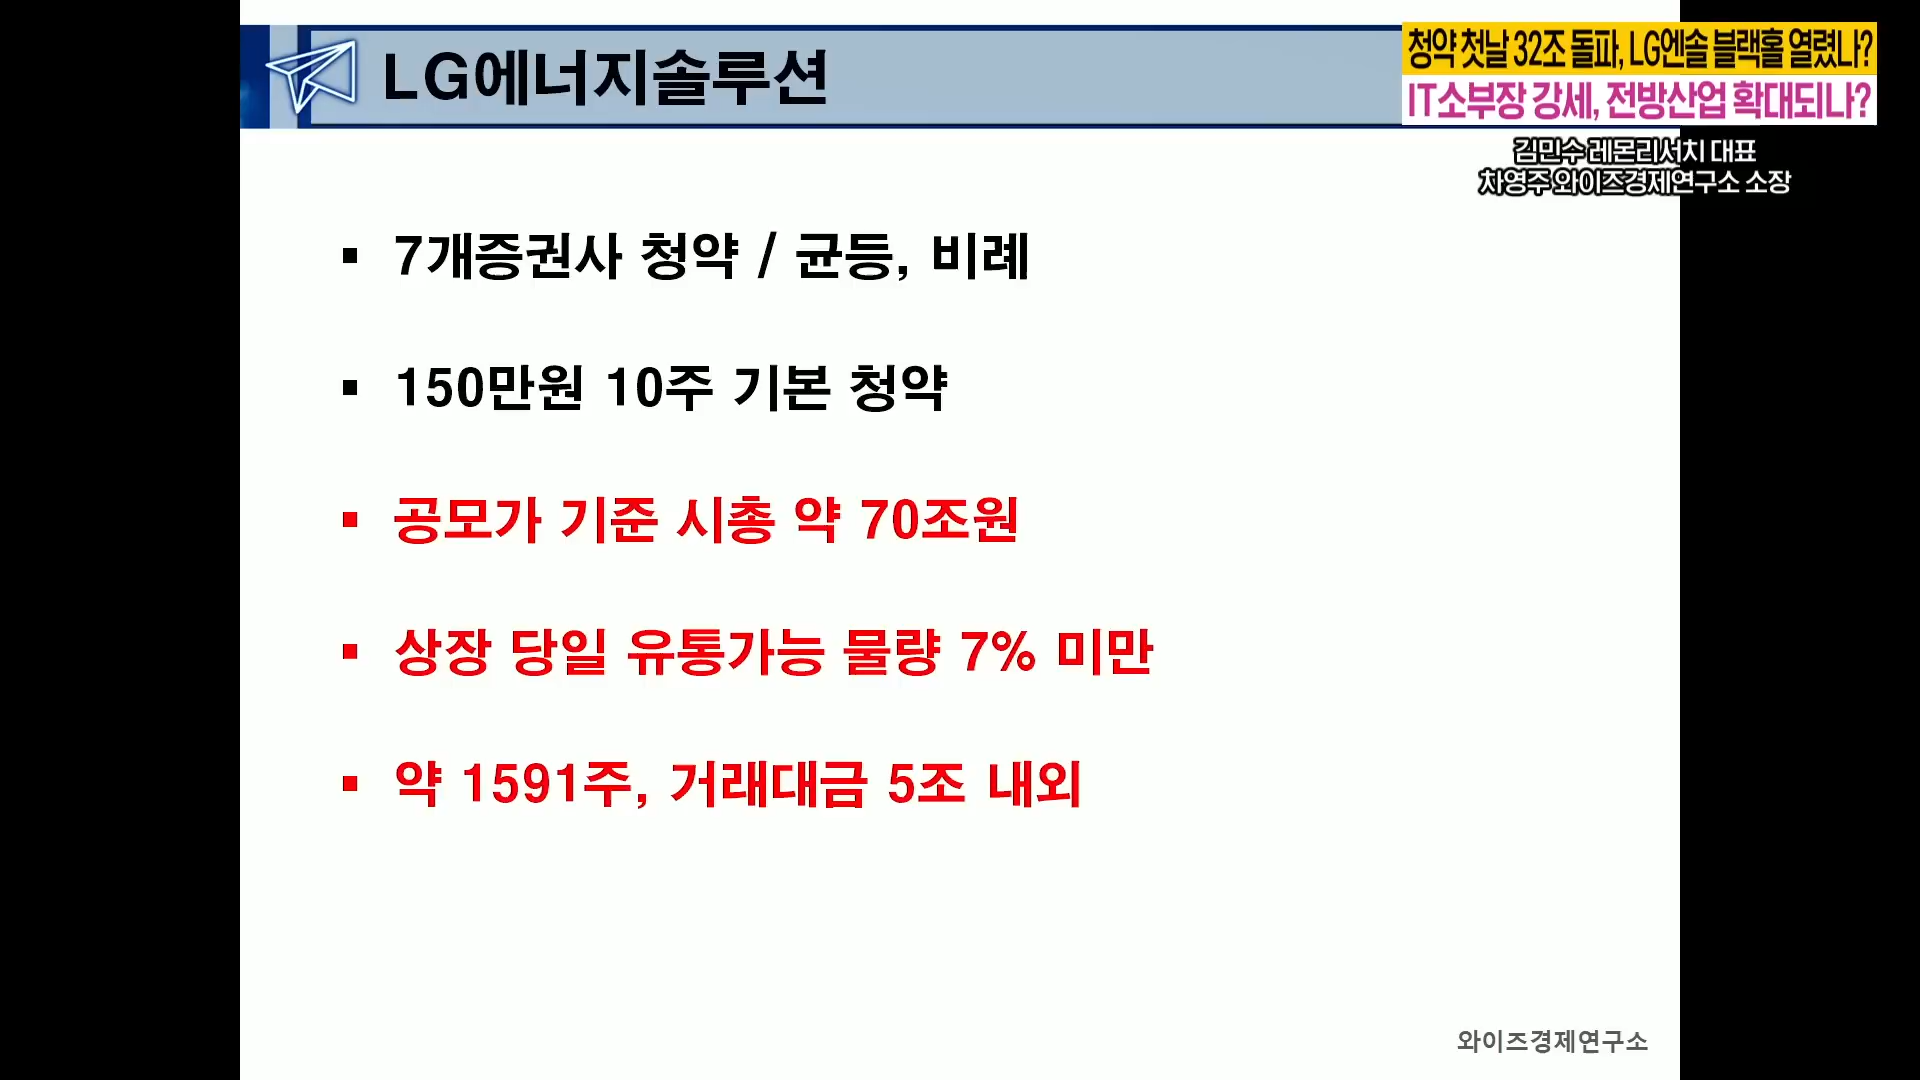 LG에너지솔루션
청약 첫날 32조 돌파, LG엔솔 블랙홀 열렸나?
IT소부장 강세, 전방산업 확대되나?
김민수 레몬리서치 대표
차영주 와이즈경제연구소 소장
▪ 7개증권사 청약 / 균등, 비례
▪ 150만원 10주 기본 청약
▪ 공모가 기준 시총 약 70조원
▪ 상장 당일 유통가능 물량 7% 미만
▪ 약 1591주, 거래대금 5조 내외
와이즈경제연구소